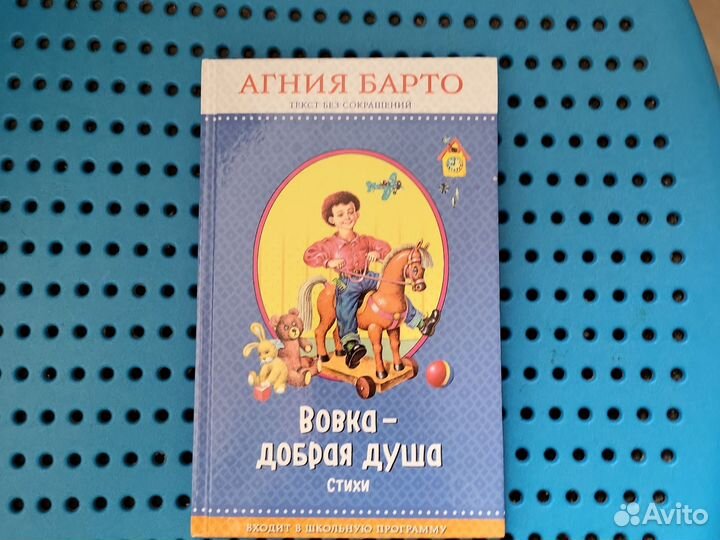 АГНИЯ БАРТО
ТЕКСТ БЕЗ СОКРАЩЕНИЙ
Вовка –
добрая душа
Стихи
ВХОДИТ В ШКОЛЬНУЮ ПРОГРАММУ
Avito